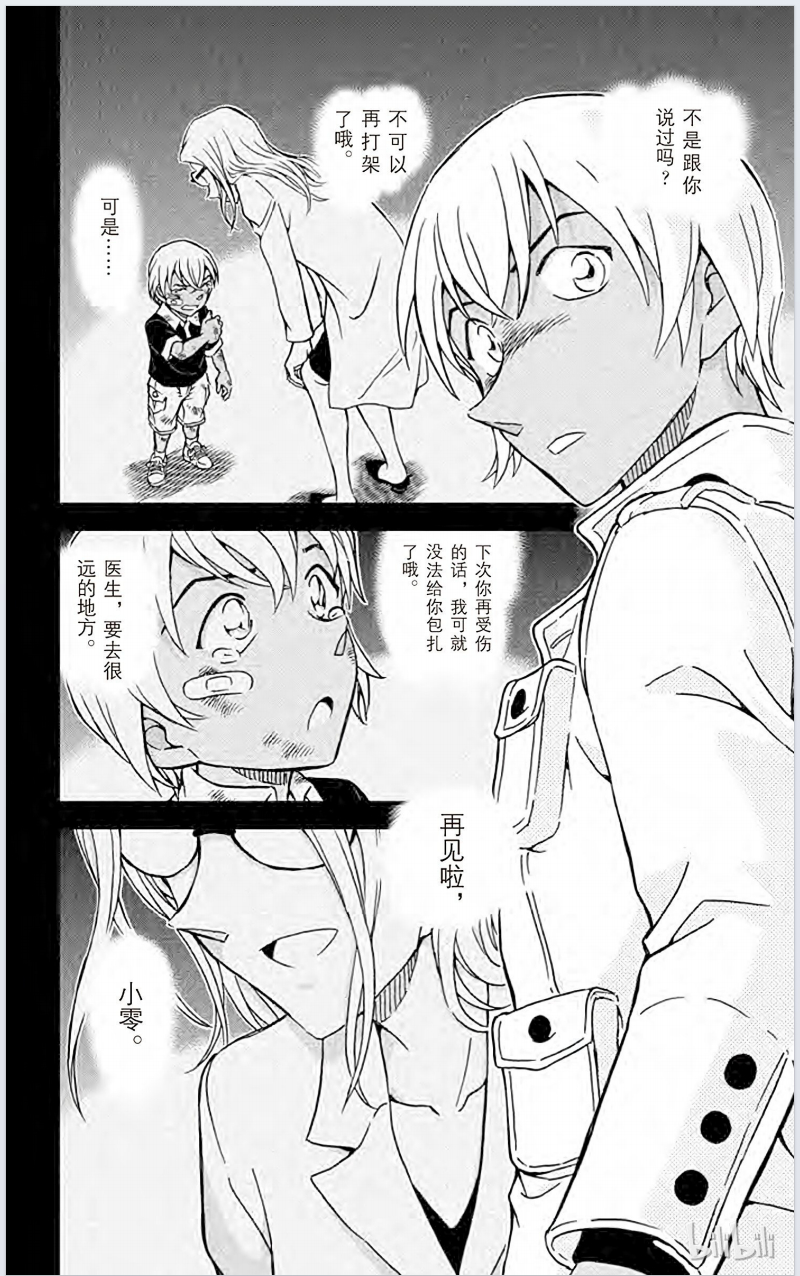 不是跟你
说过吗？
不可以
再打架
了哦。
可是……
下次你再受伤
的话，我可就
没法给你包扎
了哦。
医生，要去很
远的地方。
再见啦，
小零。
bilibili